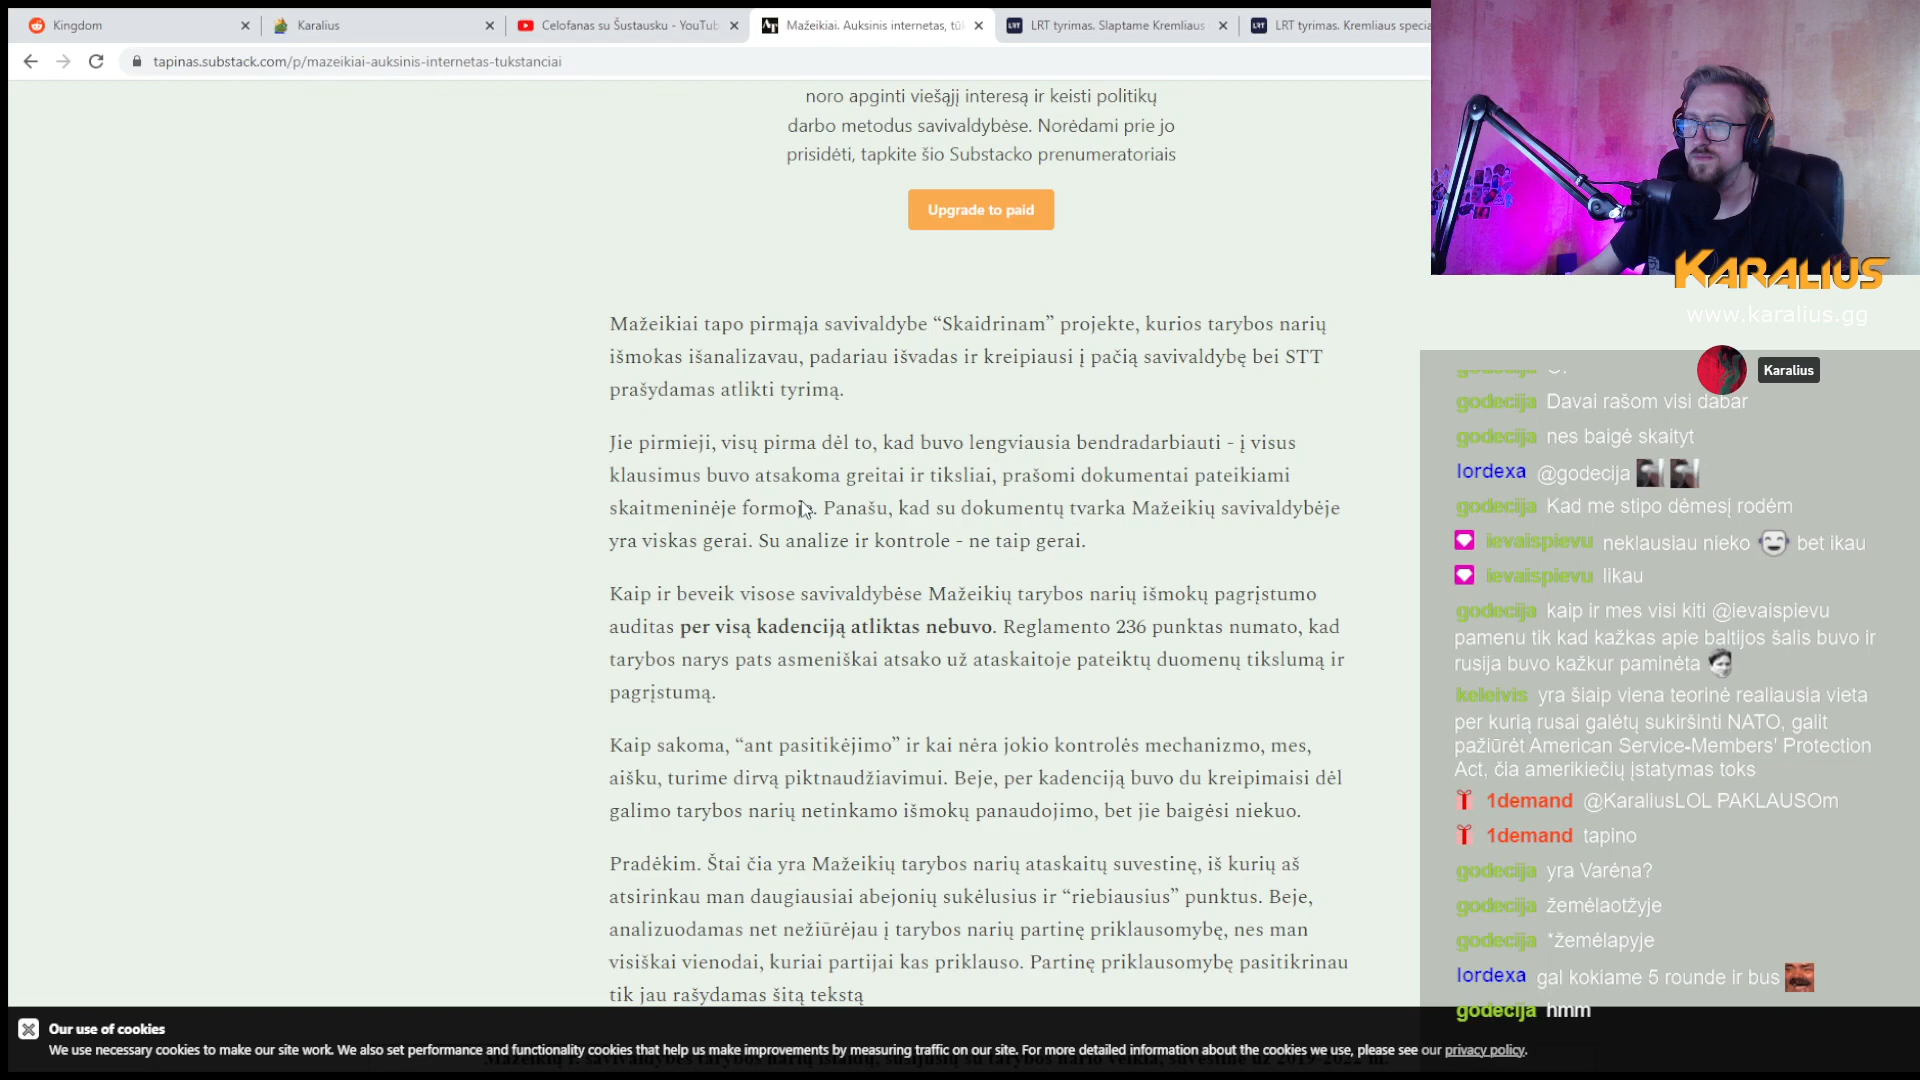 Kingdom
Karalius
Celofanas su Šustausku - YouTub
Mažeikiai. Auksinis internetas, tūk
LRT tyrimas. Slaptame Kremliaus
LRT tyrimas. Kremliaus specia
tapinas.substack.com/p/mazeikiai-auksinis-internetas-tukstanciai
noro apginti viešąjį interesą ir keisti politikų
darbo metodus savivaldybėse. Norėdami prie jo
prisidėti, tapkite šio Substacko prenumeratoriais
Upgrade to paid
Mažeikiai tapo pirmąja savivaldybe “Skaidrinam” projekte, kurios tarybos narių
išmokas išanalizavau, padariau išvadas ir kreipiausi į pačią savivaldybę bei STT
prašydamas atlikti tyrimą.
Jie pirmieji, visų pirma dėl to, kad buvo lengviausia bendradarbiauti - į visus
klausimus buvo atsakoma greitai ir tiksliai, prašomi dokumentai pateikiami
skaitmeninėje formoje. Panašu, kad su dokumentų tvarka Mažeikių savivaldybėje
yra viskas gerai. Su analize ir kontrole - ne taip gerai.
Kaip ir beveik visose savivaldybėse Mažeikių tarybos narių išmokų pagrįstumo
auditas per visą kadenciją atliktas nebuvo. Reglamento 236 punktas numato, kad
tarybos narys pats asmeniškai atsako už ataskaitoje pateiktų duomenų tikslumą ir
pagrįstumą.
Kaip sakoma, “ant pasitikėjimo” ir kai nėra jokio kontrolės mechanizmo, mes,
aišku, turime dirvą piktnaudžiavimui. Beje, per kadenciją buvo du kreipimaisi dėl
galimo tarybos narių netinkamo išmokų panaudojimo, bet jie baigėsi niekuo.
Pradėkim. Štai čia yra Mažeikių tarybos narių ataskaitų suvestinę, iš kurių aš
atsirinkau man daugiausiai abejonių sukėlusius ir “riebiausius” punktus. Beje,
analizuodamas net nežiūrėjau į tarybos narių partinę priklausomybę, nes man
visiškai vienodai, kuriai partijai kas priklauso. Partinę priklausomybę pasitikrinau
tik jau rašydamas šitą tekstą
Our use of cookies
We use necessary cookies to make our site work. We also set performance and functionality cookies that help us make improvements by measuring traffic on our site. For more detailed information about the cookies we use, please see our privacy policy.
KARALIUS
www.karalius.gg
Karalius
godecija Davai rašom visi dabar
godecija nes baigė skaityt
lordexa @godecija
godecija Kad me stipo dėmesį rodėm
ievaispievu neklausiau nieko bet ikau
ievaispievu likau
godecija kaip ir mes visi kiti @ievaispievu
pamenu tik kad kažkas apie baltijos šalis buvo ir
rusija buvo kažkur paminėta
keleivis yra šiaip viena teorinė realiausia vieta
per kurią rusai galėtų sukiršinti NATO, galit
pažiūrėt American Service-Members' Protection
Act, čia amerikiečių įstatymas toks
1demand @KaraliusLOL PAKLAUSOm
1demand tapino
godecija yra Varėna?
godecija žemėlaotžyje
godecija *žemėlapyje
lordexa gal kokiame 5 rounde ir bus
godecija hmm